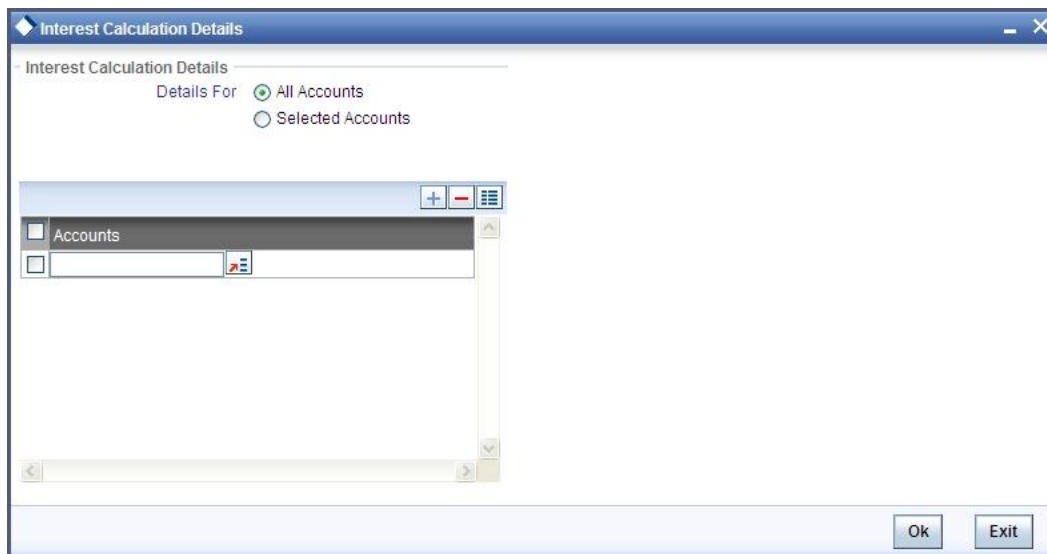 Interest Calculation Details
Interest Calculation Details
Details For All Accounts
Selected Accounts
Accounts
Ok Exit